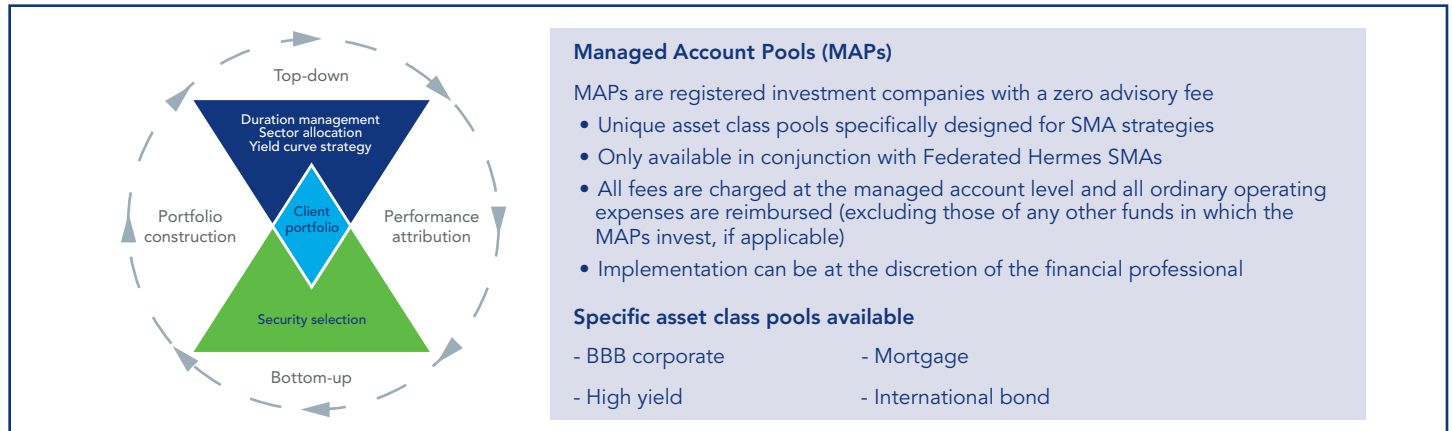 Top-down
Duration management
Sector allocation
Yield curve strategy
Portfolio
construction
Client
portfolio
Performance
attribution
Security selection
Bottom-up
Managed Account Pools (MAPs)
MAPs are registered investment companies with a zero advisory fee
• Unique asset class pools specifically designed for SMA strategies
• Only available in conjunction with Federated Hermes SMAs
• All fees are charged at the managed account level and all ordinary operating
expenses are reimbursed (excluding those of any other funds in which the
MAPs invest, if applicable)
• Implementation can be at the discretion of the financial professional
Specific asset class pools available
- BBB corporate - Mortgage
- High yield - International bond